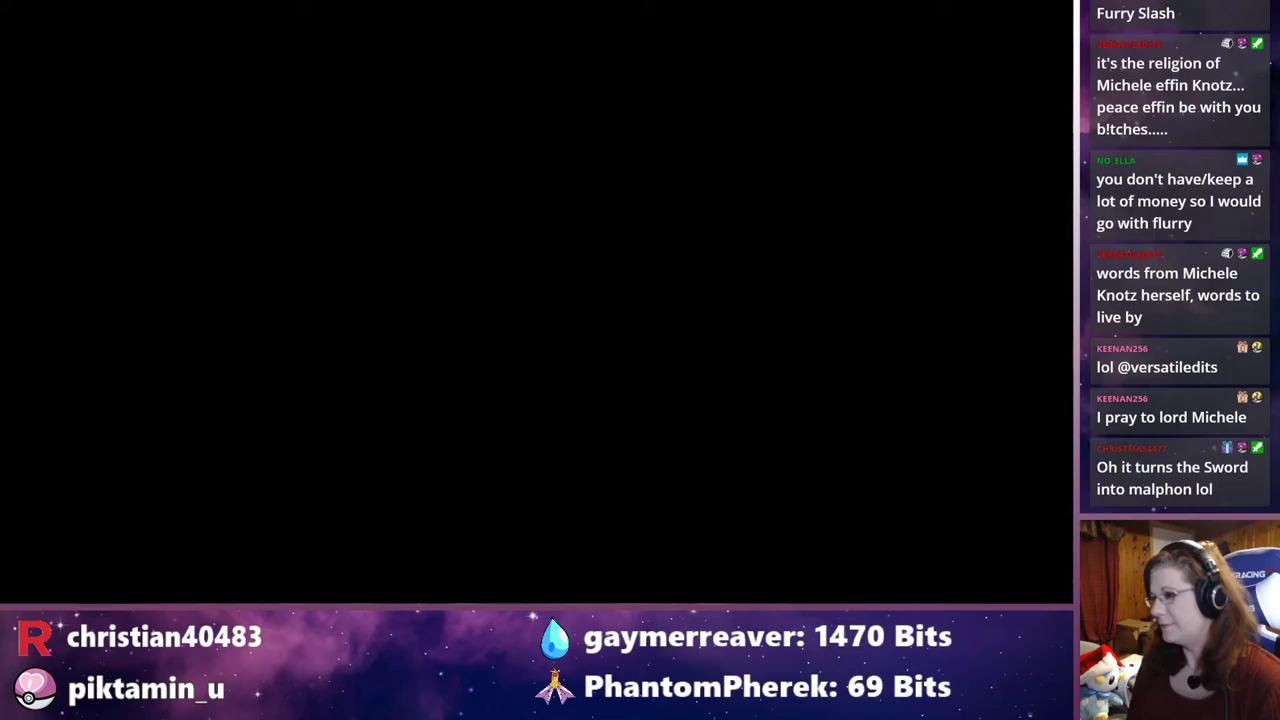 Furry Slash
it's the religion of
Michele effin Knotz...
peace effin be with you
b!tches.....
NO_ELLA
you don't have/keep a
lot of money so I would
go with flurry
words from Michele
Knotz herself, words to
live by
KEENAN256
lol @versatiledits
KEENAN256
I pray to lord Michele
CHRISTMAS4477
Oh it turns the Sword
into malphon lol
RACING
R christian40483
piktamin_u
gaymerreaver: 1470 Bits
PhantomPherek: 69 Bits